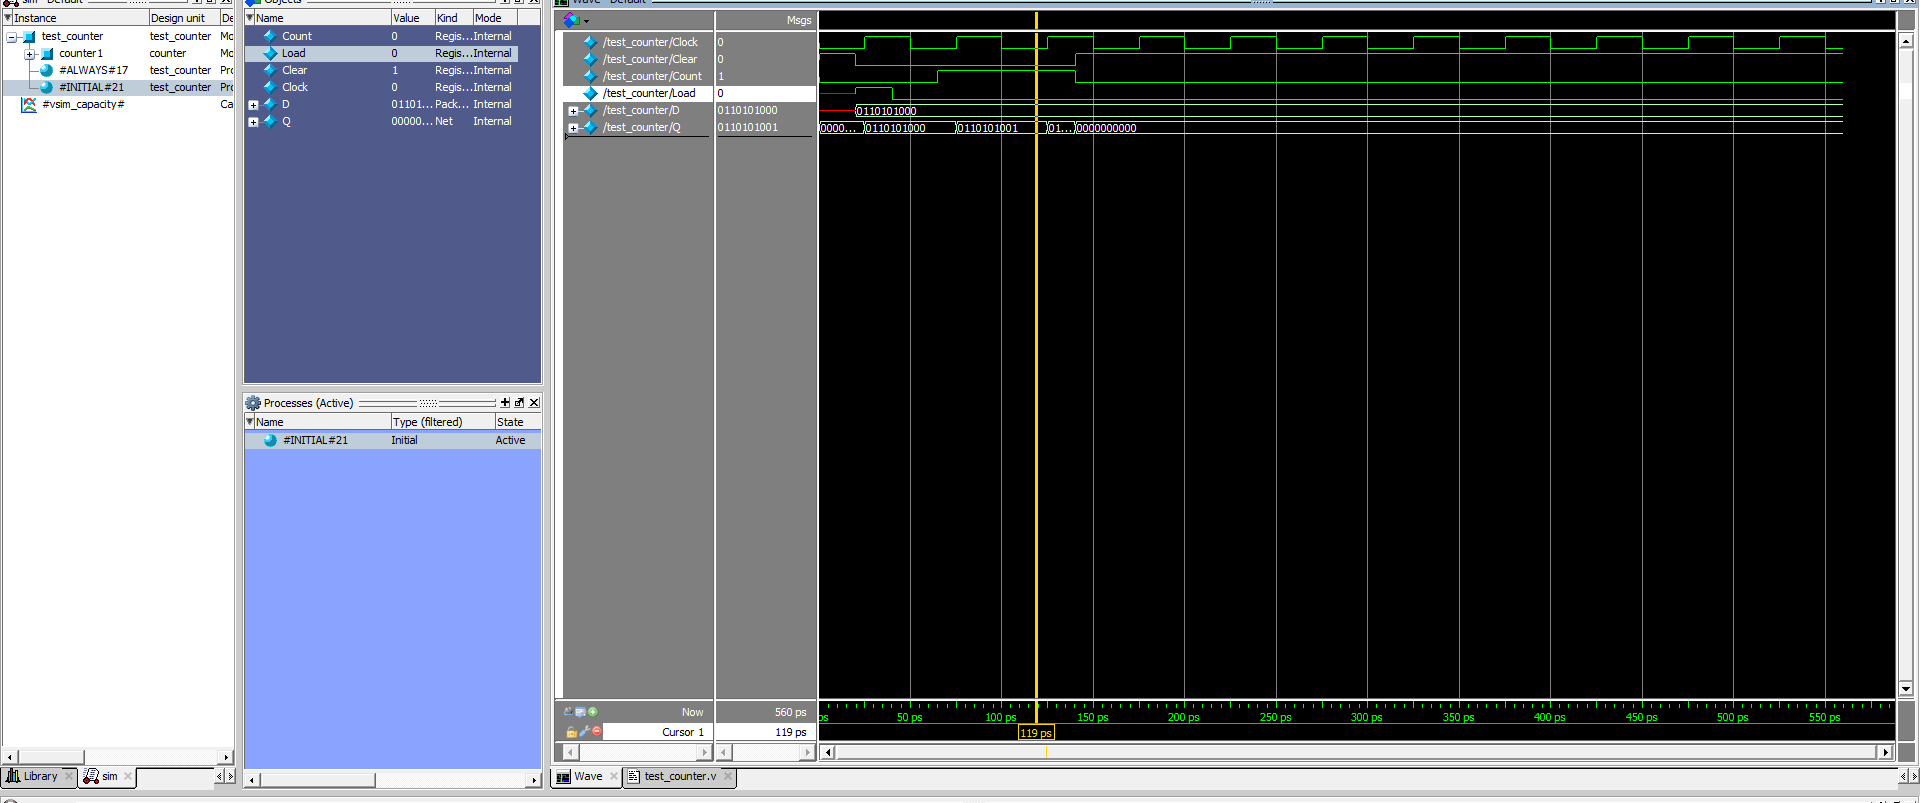 sim - Default
Objects
Wave - Default
Instance Design unit De
test_counter test_counter Mo
counter1 counter Mo
#ALWAYS#17 test_counter Pro
#INITIAL#21 test_counter Pro
#vsim_capacity# Ca
Name Value Kind Mode
Count 0 Regis... Internal
Load 0 Regis... Internal
Clear 1 Regis... Internal
Clock 0 Regis... Internal
D 01101... Pack... Internal
Q 00000... Net Internal
Processes (Active)
Name Type (filtered) State
#INITIAL#21 Initial Active
Msgs
/test_counter/Clock 0
/test_counter/Clear 0
/test_counter/Count 1
/test_counter/Load 0
/test_counter/D 0110101000 0110101000
/test_counter/Q 0110101001 0000... 0110101000 0110101001 01... 0000000000
Now 560 ps ps 50 ps 100 ps 150 ps 200 ps 250 ps 300 ps 350 ps 400 ps 450 ps 500 ps 550 ps
Cursor 1 119 ps 119 ps
Library sim
Wave test_counter.v